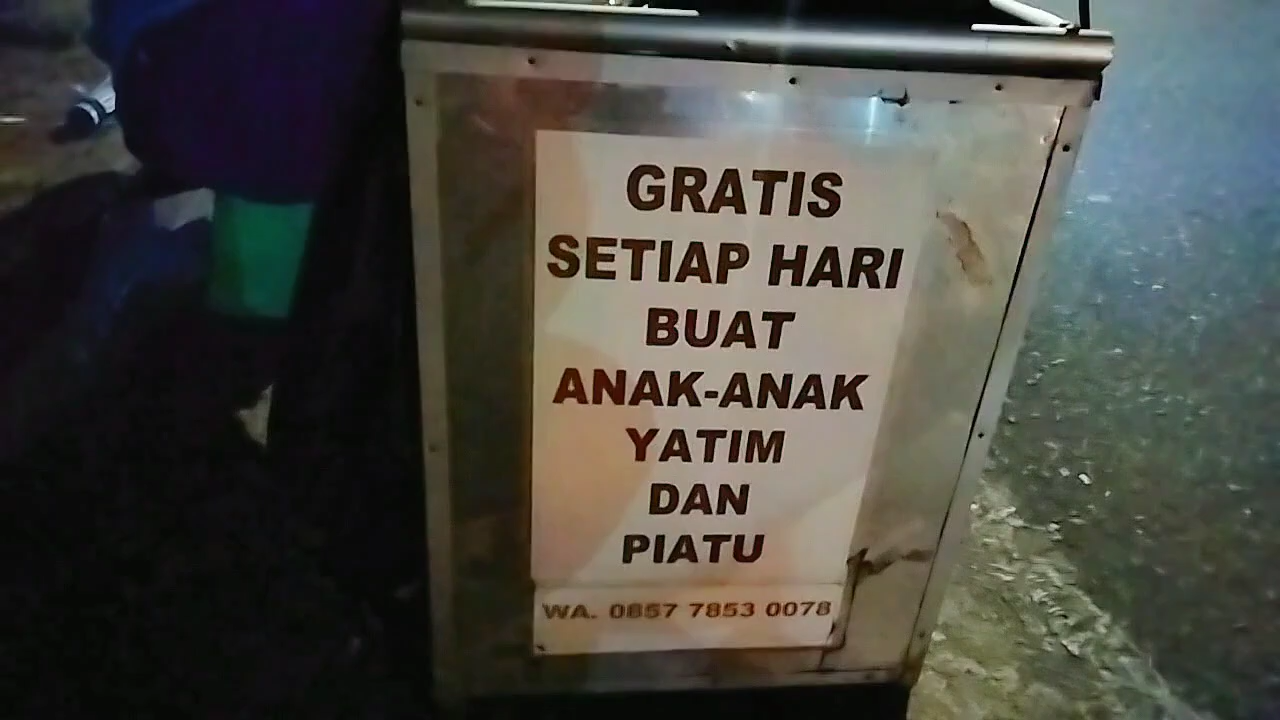 GRATIS
SETIAP HARI
BUAT
ANAK-ANAK
YATIM
DAN
PIATU
WA. 0857 7853 0078